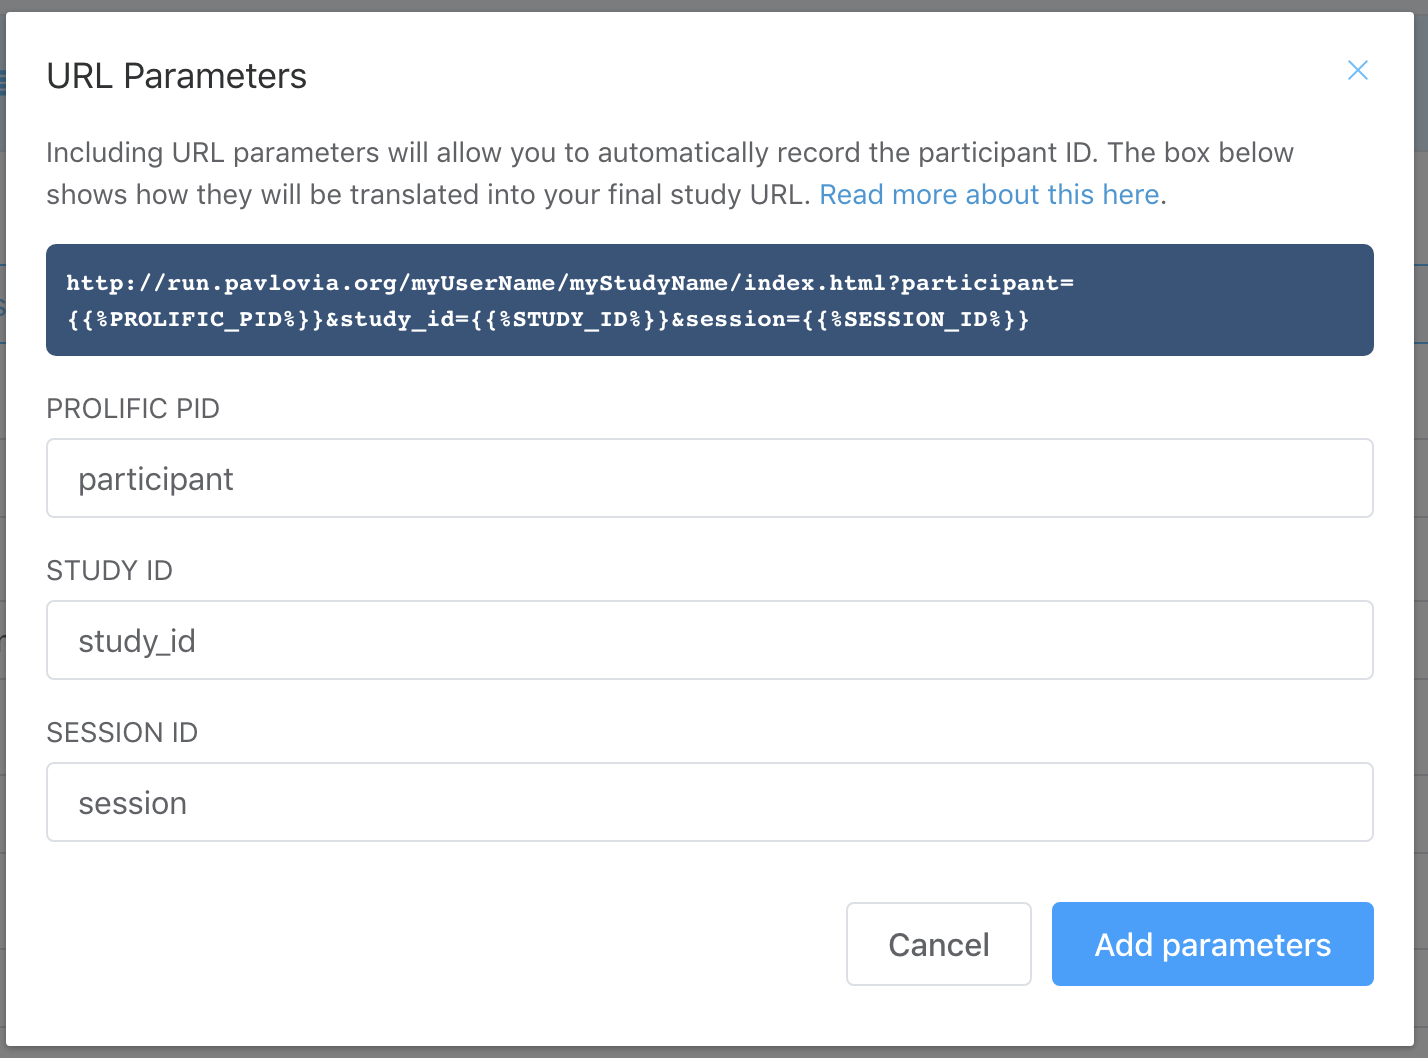 URL Parameters
Including URL parameters will allow you to automatically record the participant ID. The box below
shows how they will be translated into your final study URL. Read more about this here.
http://run.pavlovia.org/myUserName/myStudyName/index.html?participant=
{{%PROLIFIC_PID%}}&study_id={{%STUDY_ID%}}&session={{%SESSION_ID%}}
PROLIFIC PID
participant
STUDY ID
study_id
SESSION ID
session
Cancel
Add parameters